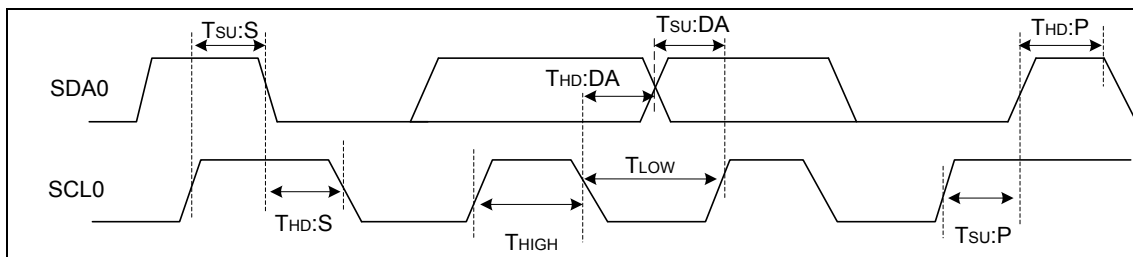 TSU:S
TSU:DA
THD:P
SDA0
THD:DA
SCL0
TLOW
THD:S
THIGH
TSU:P